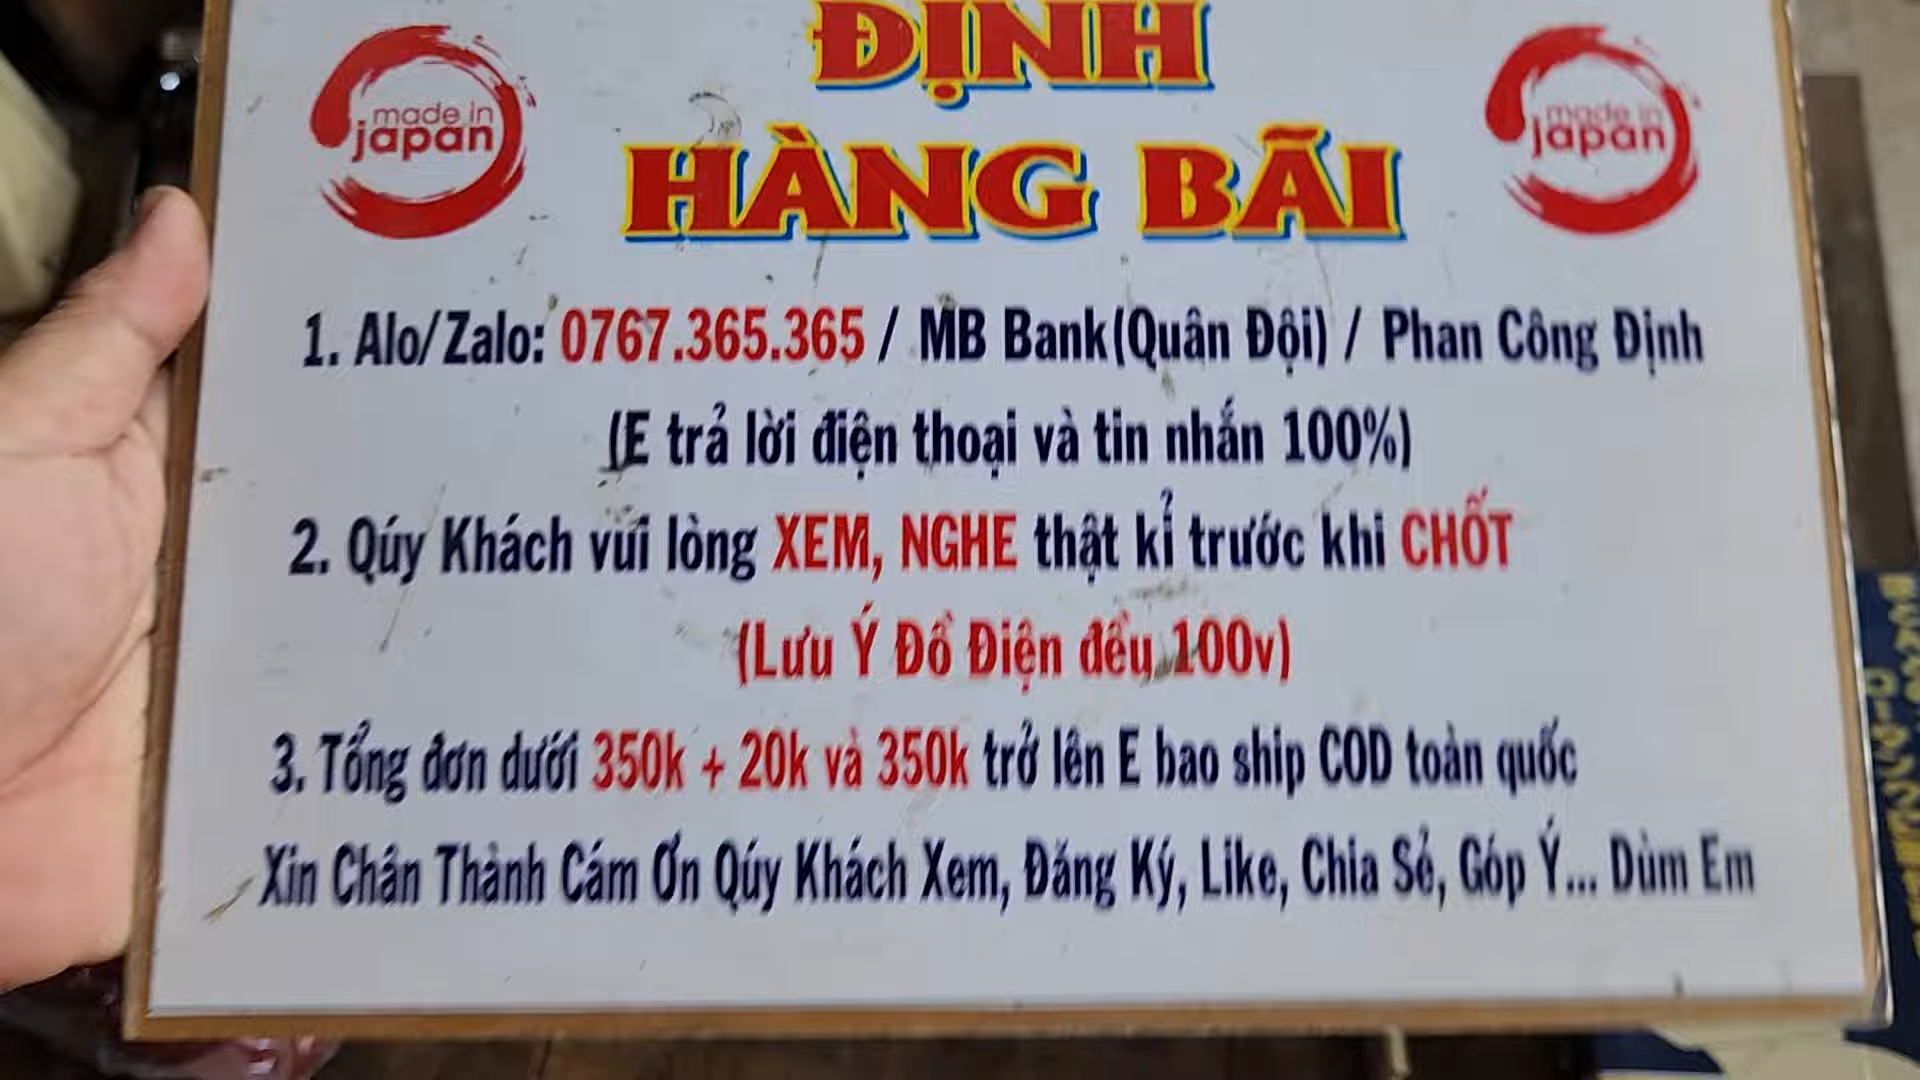 ĐỊNH
HÀNG BÃI
made in
japan
made in
japan
1. Alo/Zalo: 0767.365.365 / MB Bank(Quân Đội) / Phan Công Định
(E trả lời điện thoại và tin nhắn 100%)
2. Qúy Khách vui lòng XEM, NGHE thật kỉ trước khi CHỐT
(Lưu Ý Đồ Điện đều 100v)
3. Tổng đơn dưới 350k + 20k và 350k trở lên E bao ship COD toàn quốc
Xin Chân Thành Cám Ơn Qúy Khách Xem, Đăng Ký, Like, Chia Sẻ, Góp Ý... Dùm Em